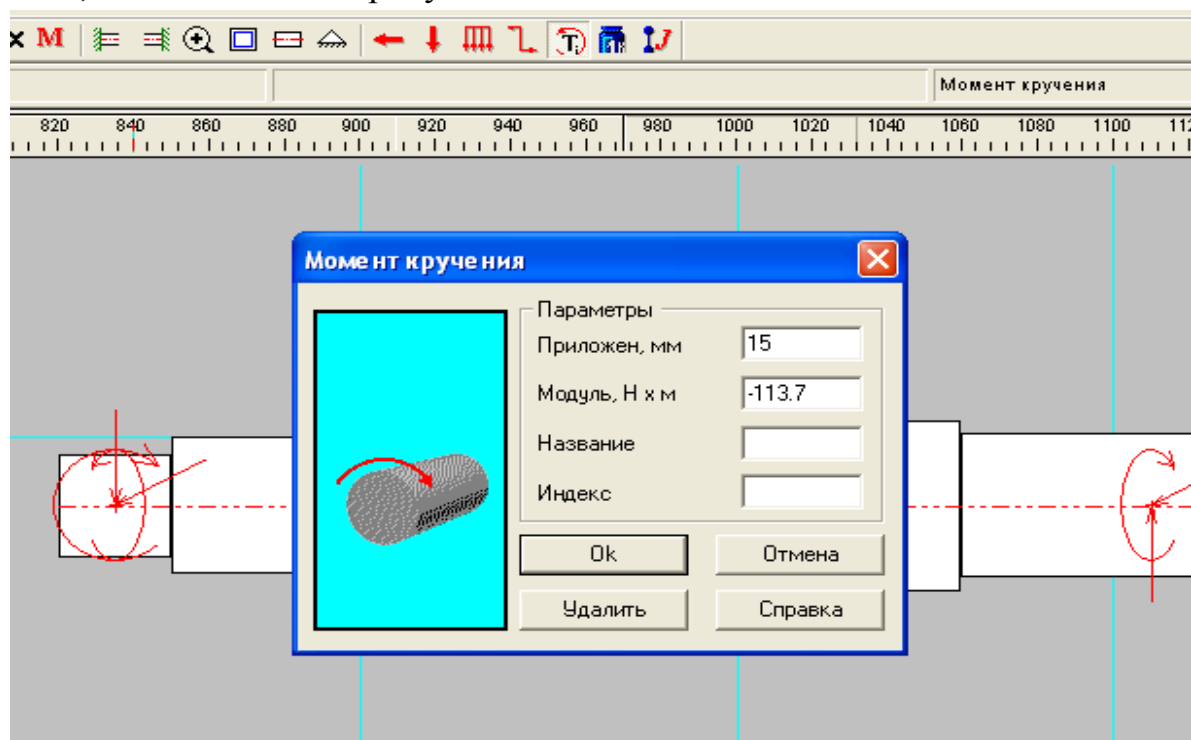 M T J
Момент кручения
820 840 860 880 900 920 940 960 980 1000 1020 1040 1060 1080 1100
Момент кручения
Параметры
Приложен, мм 15
Модуль, Н х м -113.7
Название
Индекс
Ok Отмена
Удалить Справка